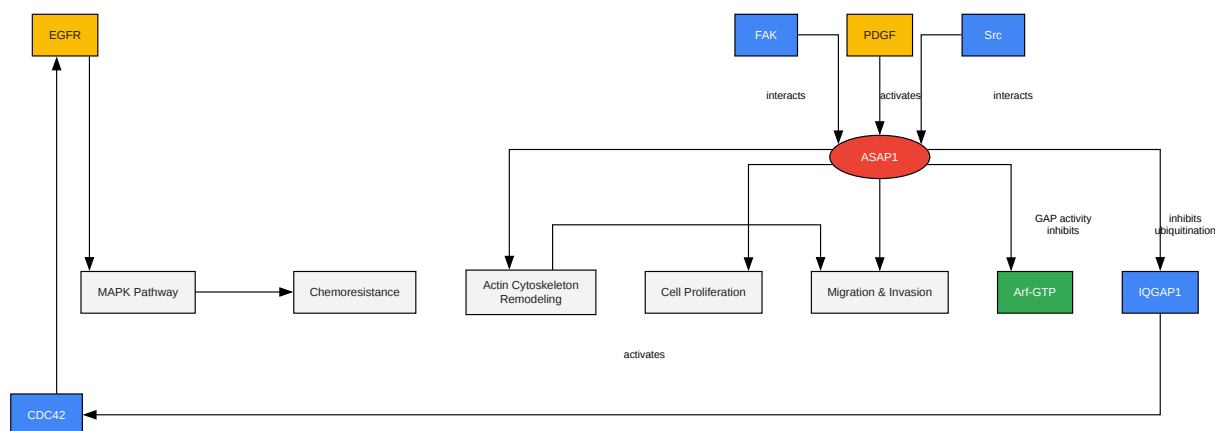 EGFR
FAK
PDGF
Src
interacts
activates
interacts
ASAP1
GAP activity
inhibits
inhibits
ubiquitination
MAPK Pathway
Chemoresistance
Actin Cytoskeleton
Remodeling
Cell Proliferation
Migration & Invasion
Arf-GTP
IQGAP1
activates
CDC42